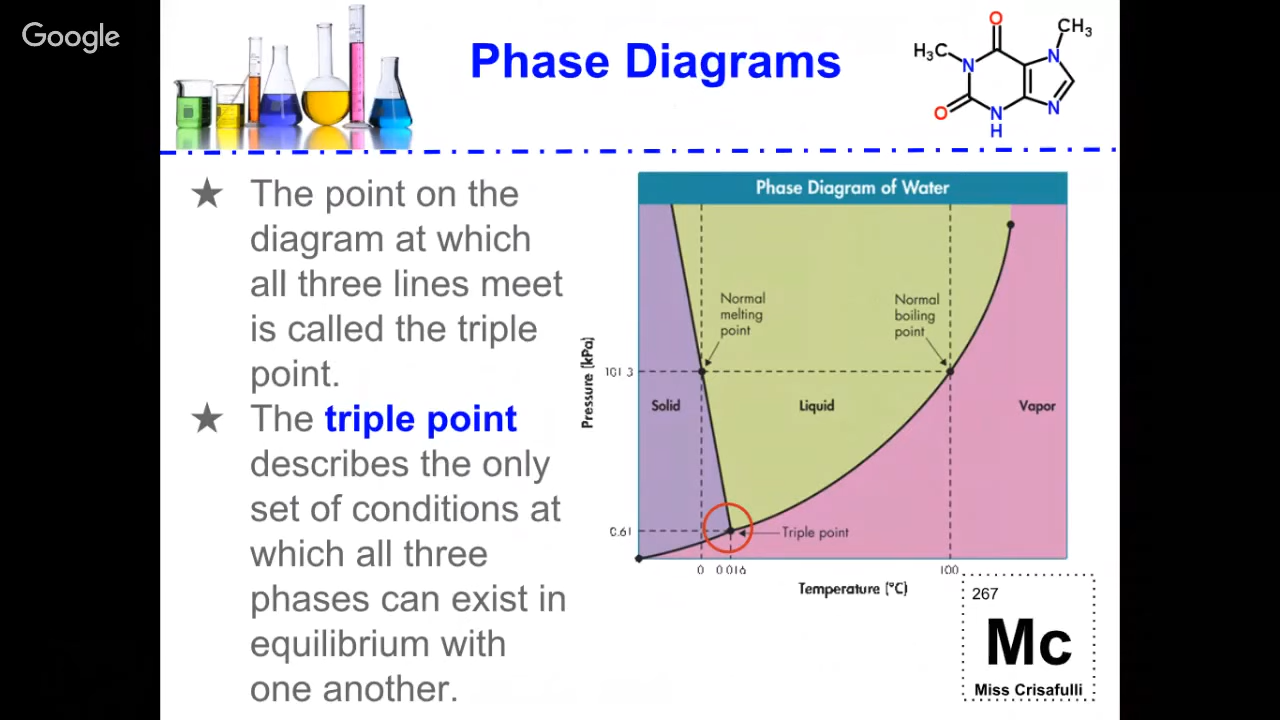 Google
Phase Diagrams
H₃C
O
CH₃
N
N
O
N
H
N
★ The point on the
diagram at which
all three lines meet
is called the triple
point.
★ The triple point
describes the only
set of conditions at
which all three
phases can exist in
equilibrium with
one another.
Phase Diagram of Water
Normal
melting
point
Normal
boiling
point
Pressure (kPa)
101.3
Solid
Liquid
Vapor
0.61
Triple point
0 0.016 100
Temperature (°C)
267
Mc
Miss Crisafulli